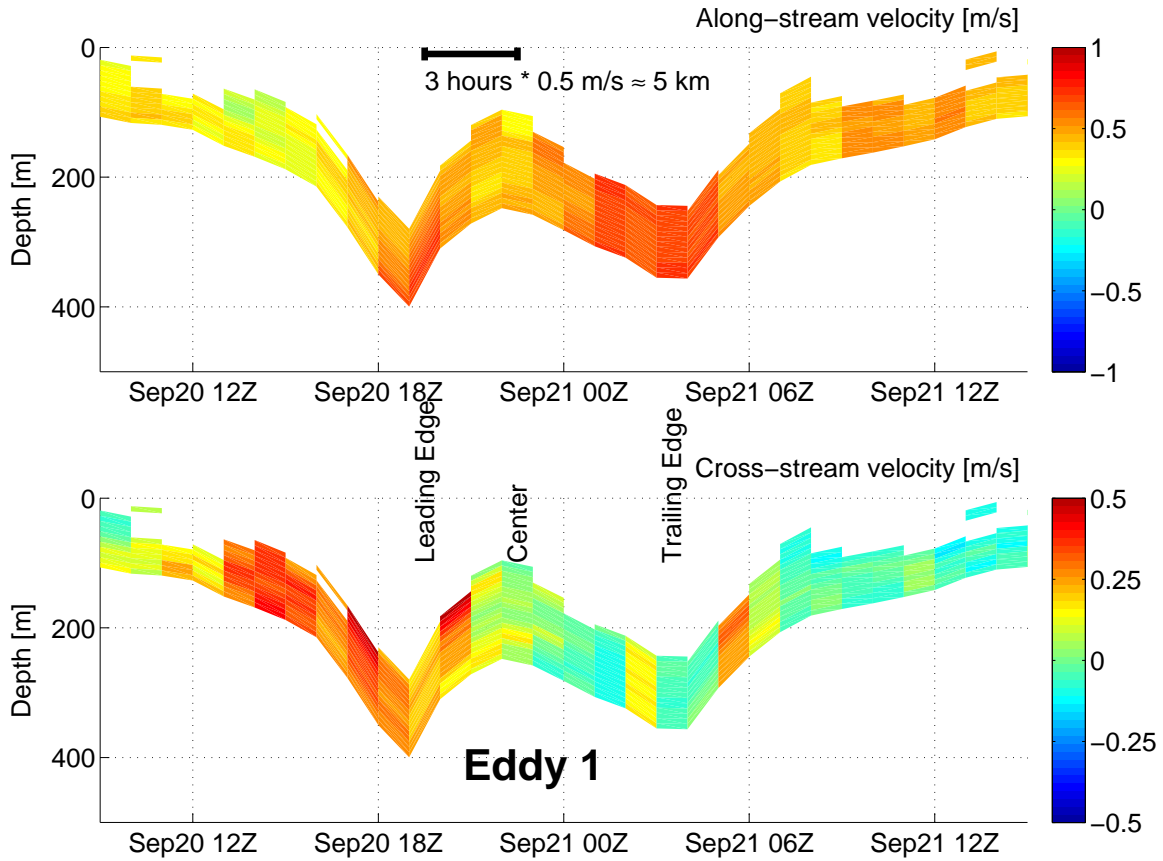 Along−stream velocity [m/s]
0
200
400
Depth [m]
3 hours * 0.5 m/s ≈ 5 km
1
0.5
0
−0.5
−1
Sep20 12Z
Sep20 18Z
Sep21 00Z
Sep21 06Z
Sep21 12Z
Leading Edge
Center
Trailing Edge
Cross−stream velocity [m/s]
0
200
400
Depth [m]
Eddy 1
0.5
0.25
0
−0.25
−0.5
Sep20 12Z
Sep20 18Z
Sep21 00Z
Sep21 06Z
Sep21 12Z